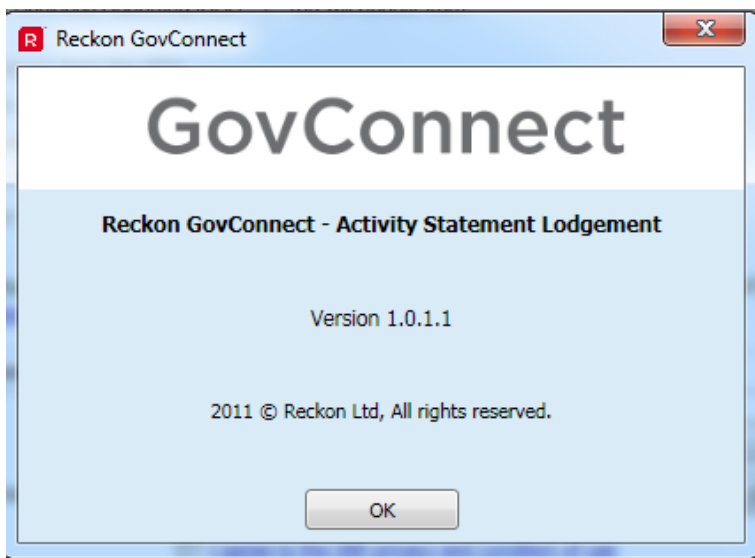 R Reckon GovConnect
X
GovConnect
Reckon GovConnect - Activity Statement Lodgement
Version 1.0.1.1
2011 © Reckon Ltd, All rights reserved.
OK